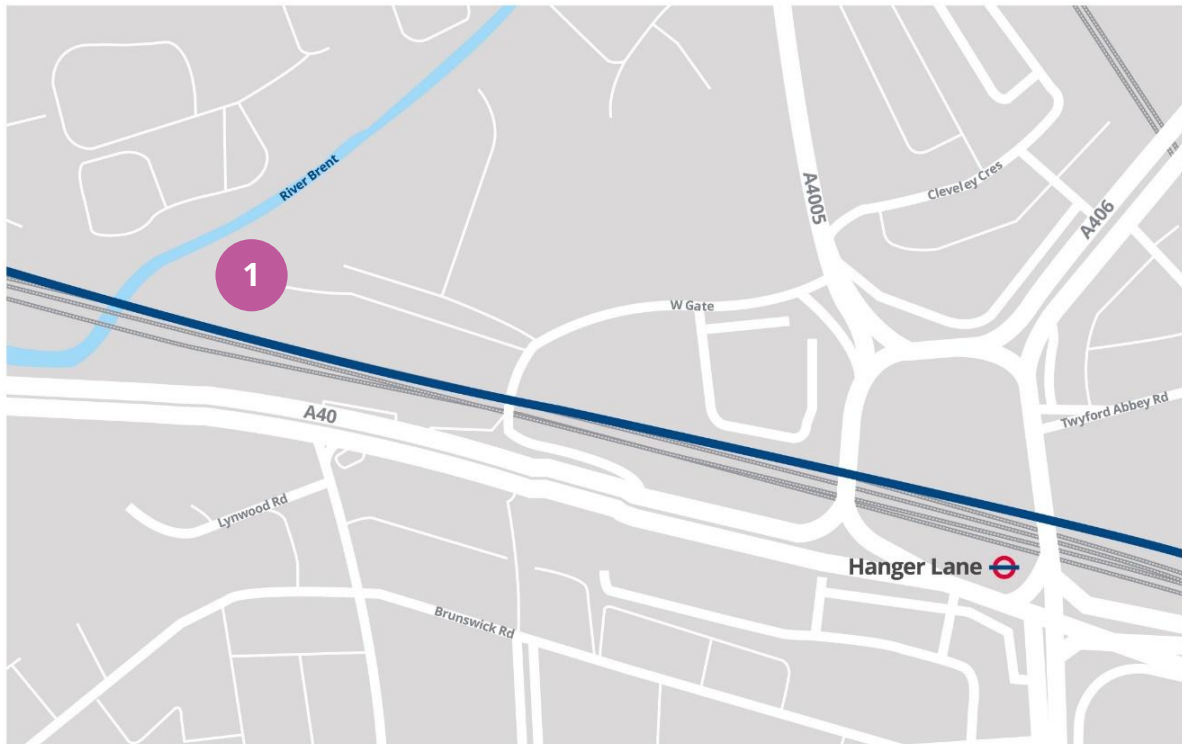 River Brent
1
A4005
Cleveley Cres
A406
W Gate
Twyford Abbey Rd
A40
Lynwood Rd
Hanger Lane
Brunswick Rd